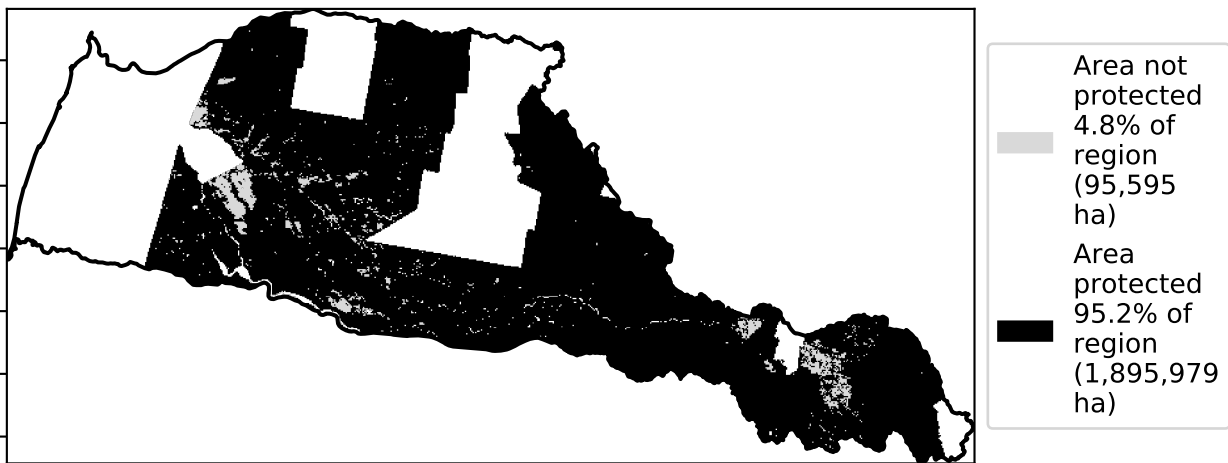 Area not
protected
4.8% of
region
(95,595
ha)
Area
protected
95.2% of
region
(1,895,979
ha)